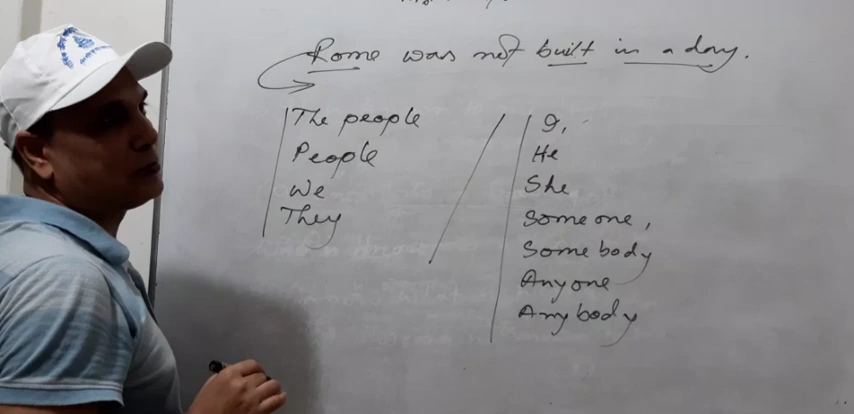 Rome was not built in a day.
The people
People
We
They
I,
He
She
Someone,
Somebody
Anyone
Anybody